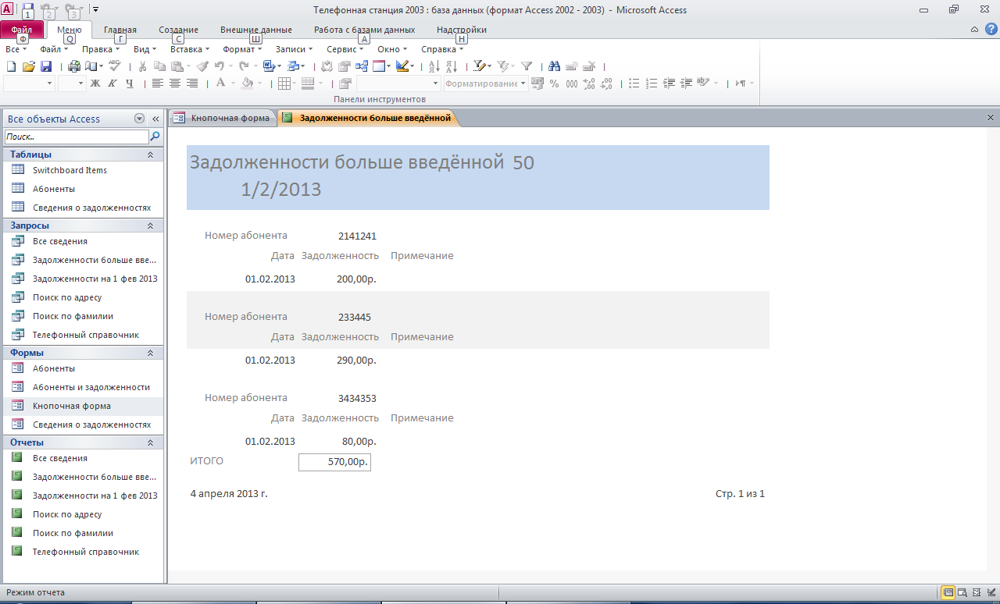 Телефонная станция 2003 : база данных (формат Access 2002 - 2003) - Microsoft Access
1 2 3
Файл Меню Главная Создание Внешние данные Работа с базами данных Надстройки
Ф Q Г С Ш А Н
Все Файл Правка Вид Вставка Формат Записи Сервис Окно Справка
Ж К Ч Форматирование % 000
Панели инструментов
Все объекты Access
Кнопочная форма Задолженности больше введённой
Поиск...
Таблицы
Switchboard Items
Абоненты
Сведения о задолженностях
Запросы
Все сведения
Задолженности больше вве...
Задолженности на 1 фев 2013
Поиск по адресу
Поиск по фамилии
Телефонный справочник
Формы
Абоненты
Абоненты и задолженности
Кнопочная форма
Сведения о задолженностях
Отчеты
Все сведения
Задолженности больше вве...
Задолженности на 1 фев 2013
Поиск по адресу
Поиск по фамилии
Телефонный справочник
Задолженности больше введённой 50
1/2/2013
Номер абонента 2141241
Дата Задолженность Примечание
01.02.2013 200,00р.
Номер абонента 233445
Дата Задолженность Примечание
01.02.2013 290,00р.
Номер абонента 3434353
Дата Задолженность Примечание
01.02.2013 80,00р.
ИТОГО 570,00р.
4 апреля 2013 г. Стр. 1 из 1
Режим отчета